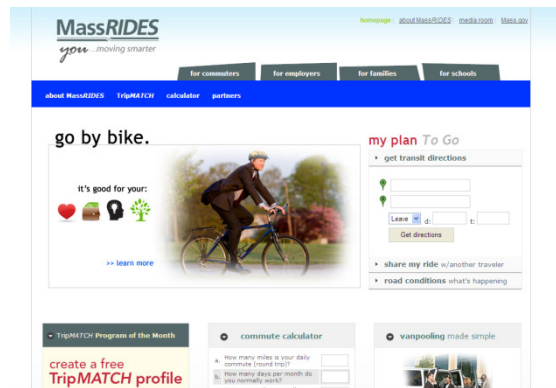 MassRIDES
you ...moving smarter
homepage | about MassRIDES | media room | Mass.gov
for commuters for employers for families for schools
about MassRIDES TripMATCH calculator partners
go by bike.
it's good for your:
>> learn more
my plan To Go
get transit directions
Leave d: t:
Get directions
share my ride w/another traveler
road conditions what's happening
TripMATCH Program of the Month
create a free
TripMATCH profile
commute calculator
a. How many miles is your daily
commute (round trip)?
b. How many days per month do
you normally work?
vanpooling made simple